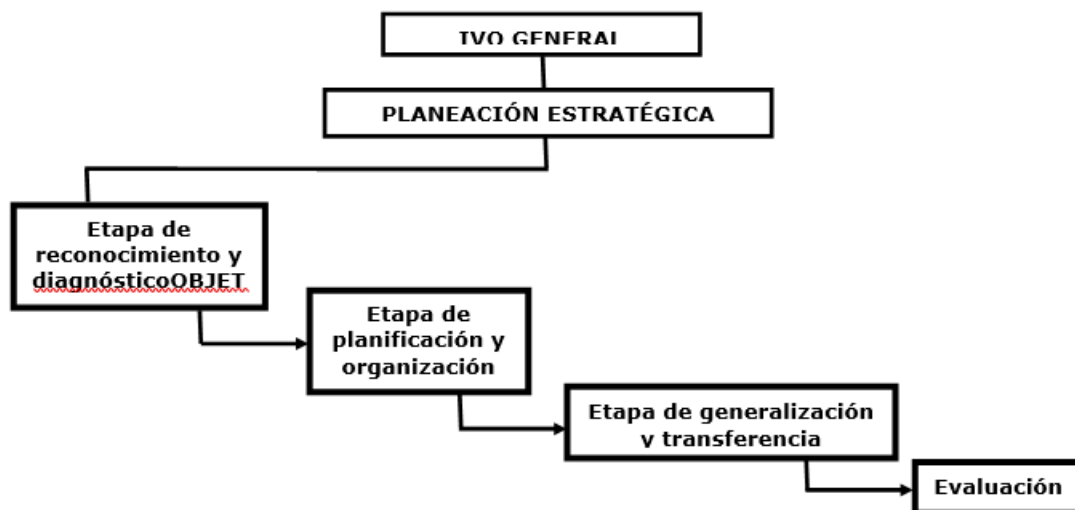 IVO GENERAL
PLANEACIÓN ESTRATÉGICA
Etapa de
reconocimiento y
diagnósticoOBJET
Etapa de
planificación y
organización
Etapa de generalización
y transferencia
Evaluación